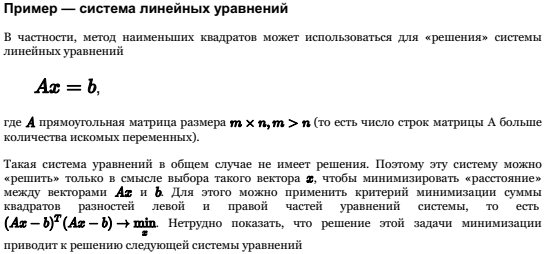 Пример — система линейных уравнений
В частности, метод наименьших квадратов может использоваться для «решения» системы
линейных уравнений
Ax = b,
где A прямоугольная матрица размера m × n, m > n (то есть число строк матрицы A больше
количества искомых переменных).
Такая система уравнений в общем случае не имеет решения. Поэтому эту систему можно
«решить» только в смысле выбора такого вектора x, чтобы минимизировать «расстояние»
между векторами Ax и b. Для этого можно применить критерий минимизации суммы
квадратов разностей левой и правой частей уравнений системы, то есть
(Ax − b)^T(Ax − b) → min_x. Нетрудно показать, что решение этой задачи минимизации
приводит к решению следующей системы уравнений